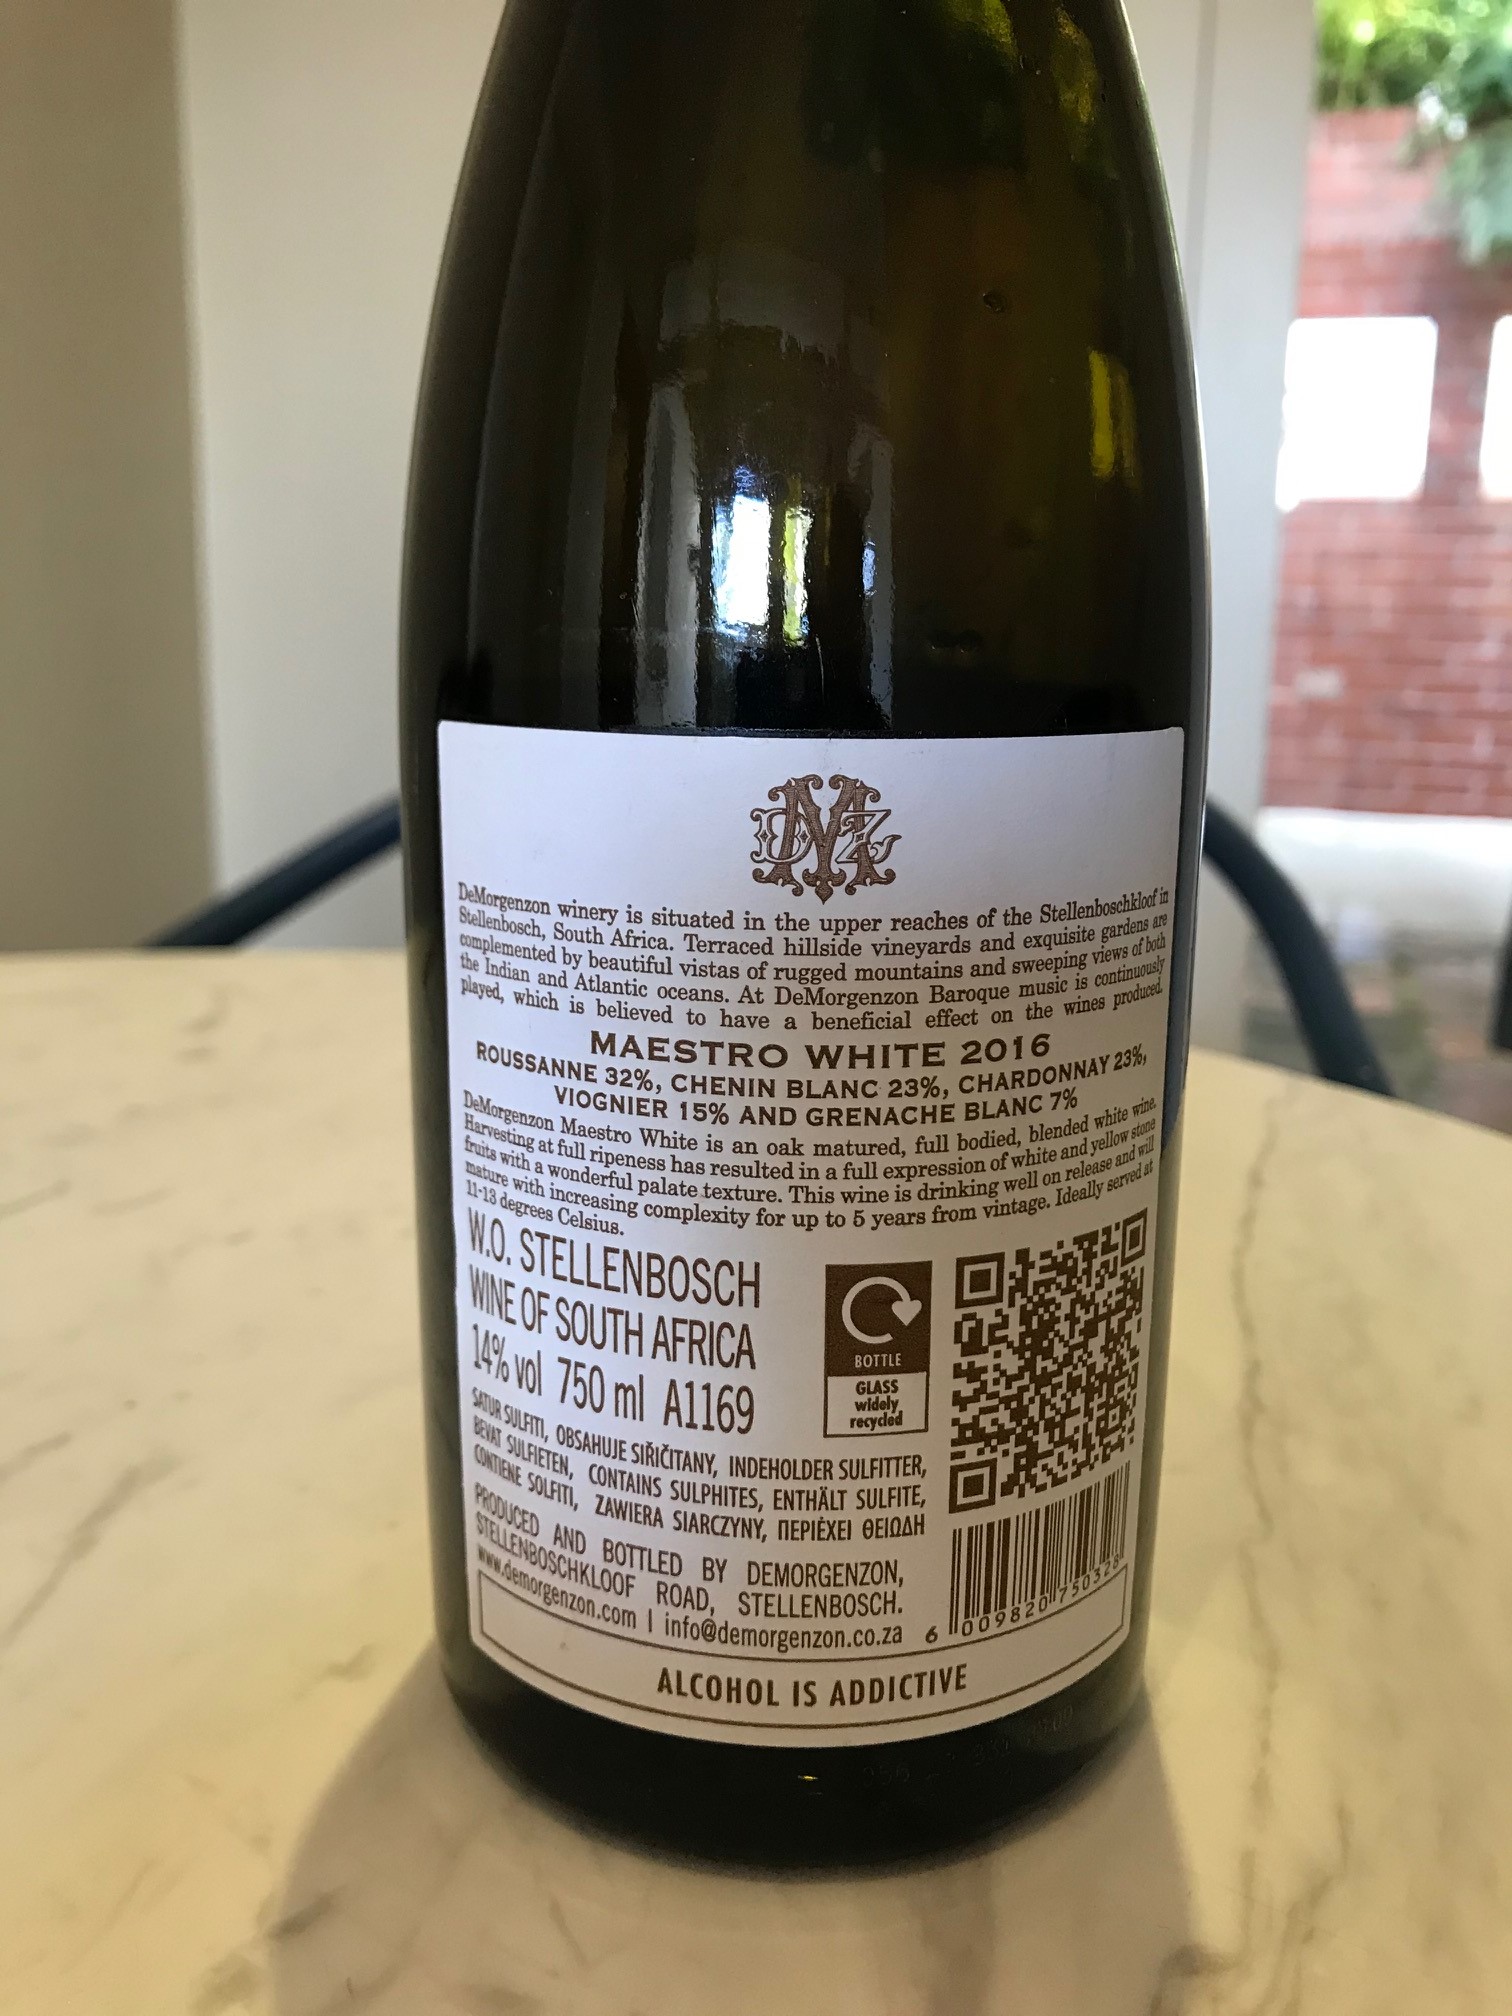 DMZ
DeMorgenzon winery is situated in the upper reaches of the Stellenboschkloof in
Stellenbosch, South Africa. Terraced hillside vineyards and exquisite gardens are
complemented by beautiful vistas of rugged mountains and sweeping views of both
the Indian and Atlantic oceans. At DeMorgenzon Baroque music is continuously
played, which is believed to have a beneficial effect on the wines produced.
MAESTRO WHITE 2016
ROUSSANNE 32%, CHENIN BLANC 23%, CHARDONNAY 23%,
VIOGNIER 15% AND GRENACHE BLANC 7%
DeMorgenzon Maestro White is an oak matured, full bodied, blended white wine.
Harvesting at full ripeness has resulted in a full expression of white and yellow stone
fruits with a wonderful palate texture. This wine is drinking well on release and will
mature with increasing complexity for up to 5 years from vintage. Ideally served at
11-13 degrees Celsius.
W.O. STELLENBOSCH
WINE OF SOUTH AFRICA
14% vol 750 ml A1169
BOTTLE
GLASS
widely
recycled
SATUR SULFITI, OBSAHUJE SIŘIČITANY, INDEHOLDER SULFITTER,
BEVAT SULFIETEN, CONTAINS SULPHITES, ENTHÄLT SULFITE,
CONTIENE SOLFITI, ZAWIERA SIARCZYNY, ΠΕΡΙΈΧΕΙ ΘΕΙΩΔΗ
PRODUCED AND BOTTLED BY DEMORGENZON,
STELLENBOSCHKLOOF ROAD, STELLENBOSCH.
www.demorgenzon.com | info@demorgenzon.co.za
6 009820 750328
ALCOHOL IS ADDICTIVE